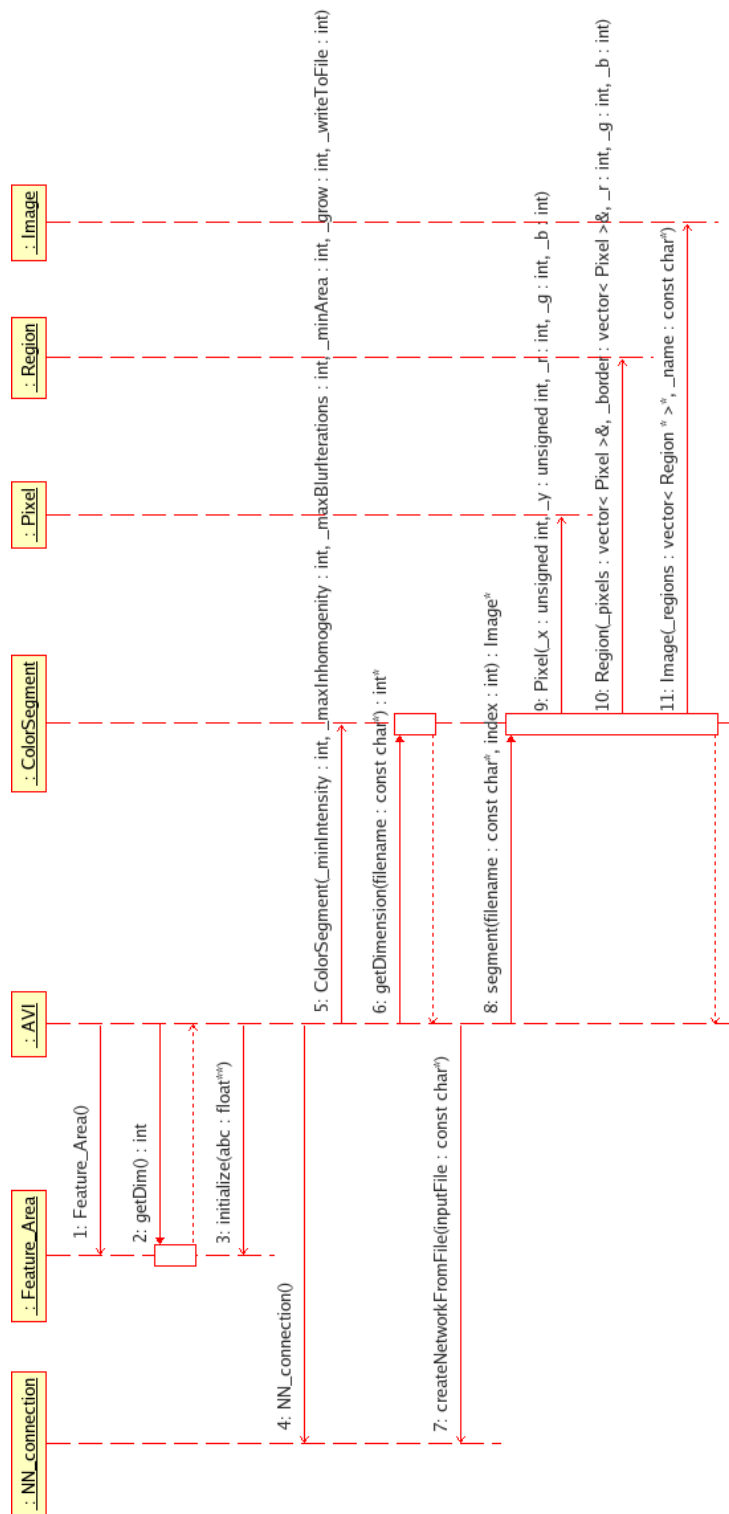 : NN_connection
: Feature_Area
: AVI
: ColorSegment
: Pixel
: Region
: Image
1: Feature_Area()
2: getDim() : int
3: initialize(abc : float**)
4: NN_connection()
5: ColorSegment(_minIntensity : int, _maxInhomogenity : int, _maxBlurIterations : int, _minArea : int, _grow : int, _writeToFile : int)
6: getDimension(filename : const char*) : int*
7: createNetworkFromFile(inputFile : const char*)
8: segment(filename : const char*, index : int) : Image*
9: Pixel(_x : unsigned int, _y : unsigned int, _r : int, _g : int, _b : int)
10: Region(_pixels : vector< Pixel >&, _border : vector< Pixel >&, _r : int, _g : int, _b : int)
11: Image(_regions : vector< Region * >*, _name : const char*)